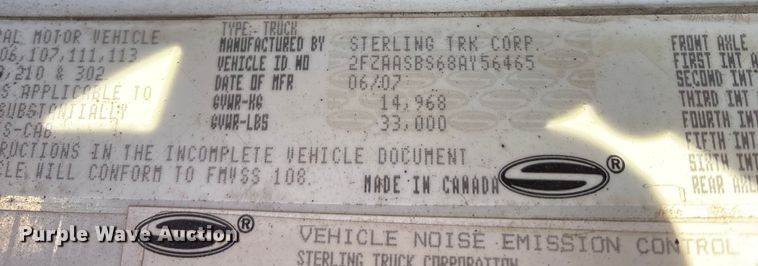 TYPE: TRUCK
AL MOTOR VEHICLE
MANUFACTURED BY STERLING TRK CORP.
06,107,111,113
VEHICLE ID NO 2FZAASBS68AY56465
,210 & 302
DATE OF MFR 06/07
S APPLICABLE TO
GVWR-KG 14,968
SUBSTANTIALLY
GVWR-LBS 33,000
S-CAB
RUCTIONS IN THE INCOMPLETE VEHICLE DOCUMENT
CLE WILL CONFORM TO FMVSS 108.
MADE IN CANADA
S ®
FRONT AXLE
FIRST INT
SECOND INT
THIRD INT
FOURTH INT
FIFTH INT
SIXTH INT
REAR AXL
S ®
Purple Wave Auction
VEHICLE NOISE EMISSION CONTROL
STERLING TRUCK CORPORATION